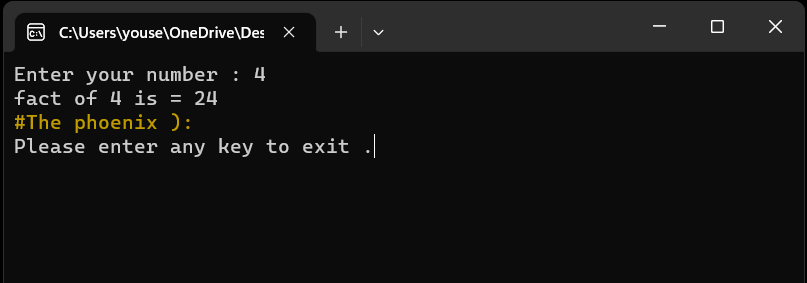 C:\Users\youse\OneDrive\Des
Enter your number : 4
fact of 4 is = 24
#The phoenix ):
Please enter any key to exit .